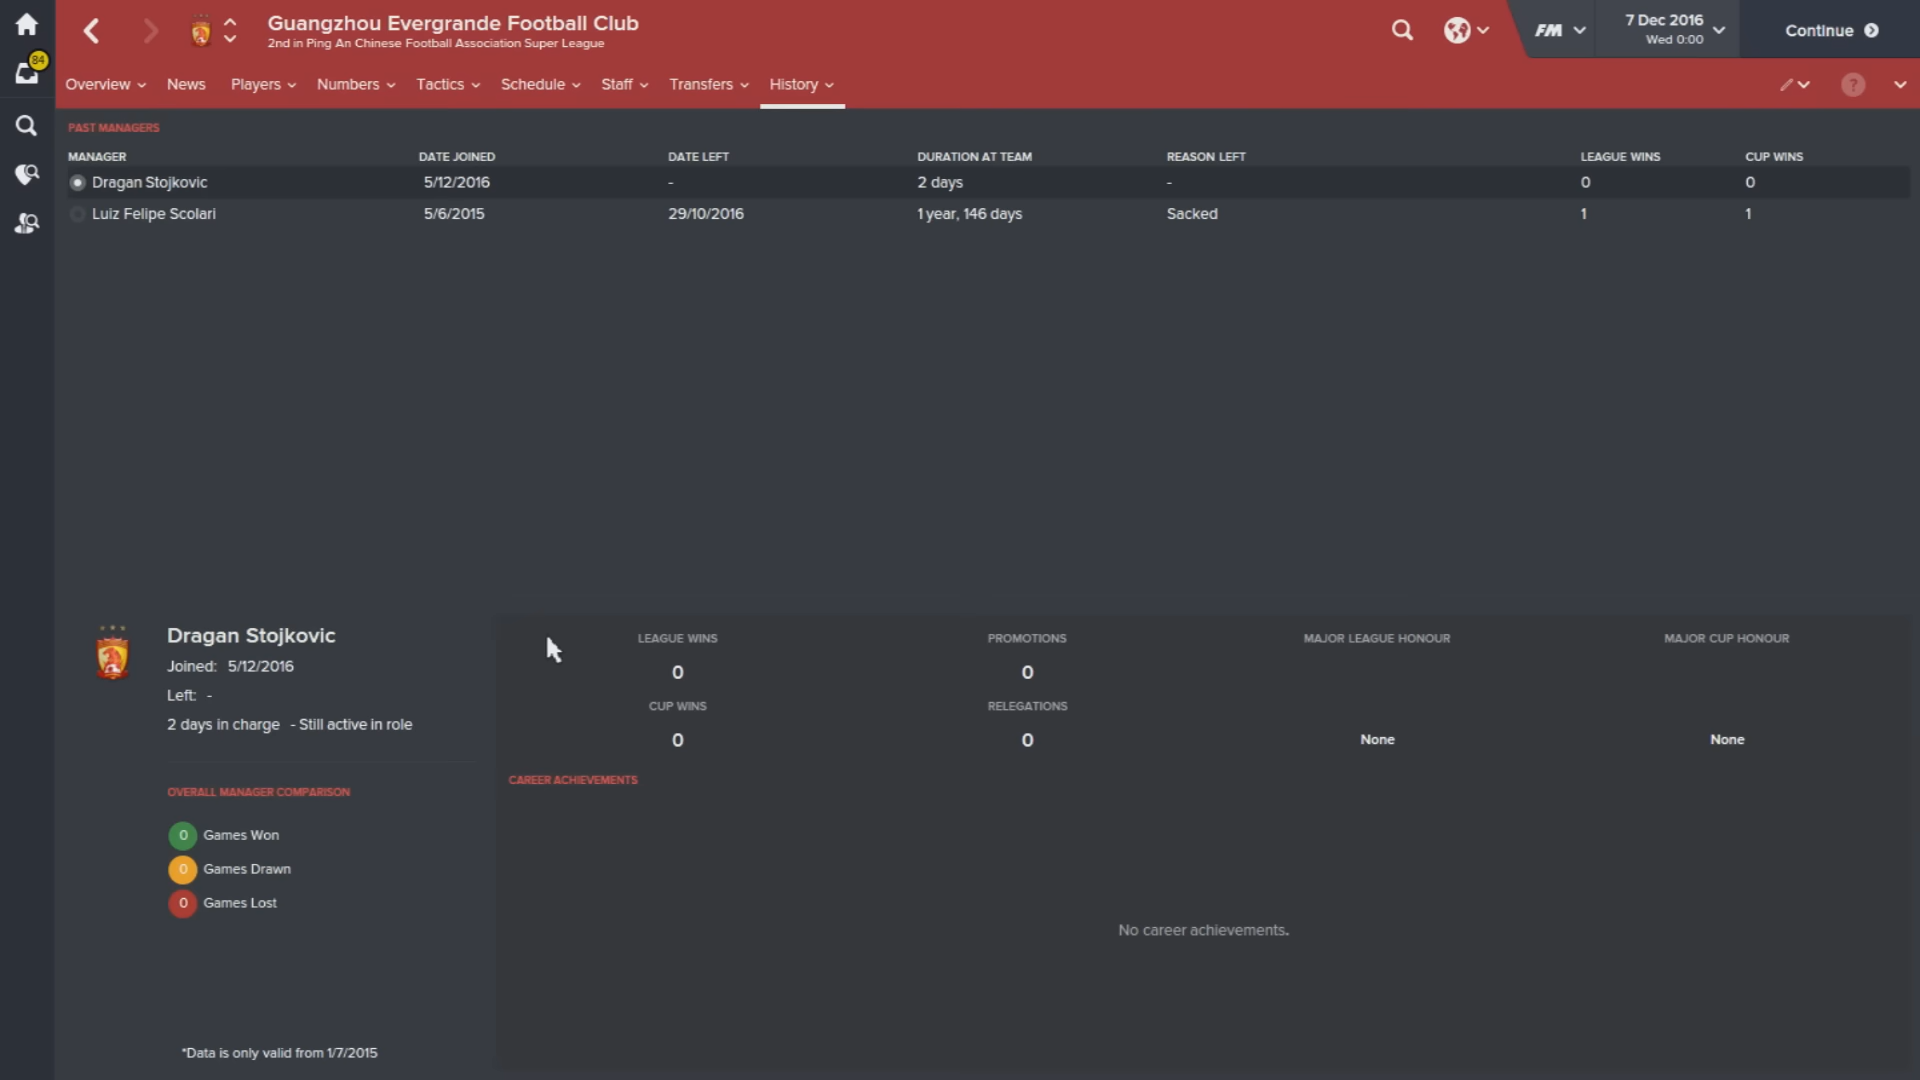 Guangzhou Evergrande Football Club
2nd in Ping An Chinese Football Association Super League
FM
7 Dec 2016
Wed 0:00
Continue
84
Overview News Players Numbers Tactics Schedule Staff Transfers History
?
PAST MANAGERS
MANAGER DATE JOINED DATE LEFT DURATION AT TEAM REASON LEFT LEAGUE WINS CUP WINS
Dragan Stojkovic 5/12/2016 - 2 days - 0 0
Luiz Felipe Scolari 5/6/2015 29/10/2016 1 year, 146 days Sacked 1 1
Dragan Stojkovic
Joined: 5/12/2016
Left: -
2 days in charge - Still active in role
OVERALL MANAGER COMPARISON
0 Games Won
0 Games Drawn
0 Games Lost
*Data is only valid from 1/7/2015
LEAGUE WINS PROMOTIONS MAJOR LEAGUE HONOUR MAJOR CUP HONOUR
0 0
CUP WINS RELEGATIONS
0 0 None None
CAREER ACHIEVEMENTS
No career achievements.